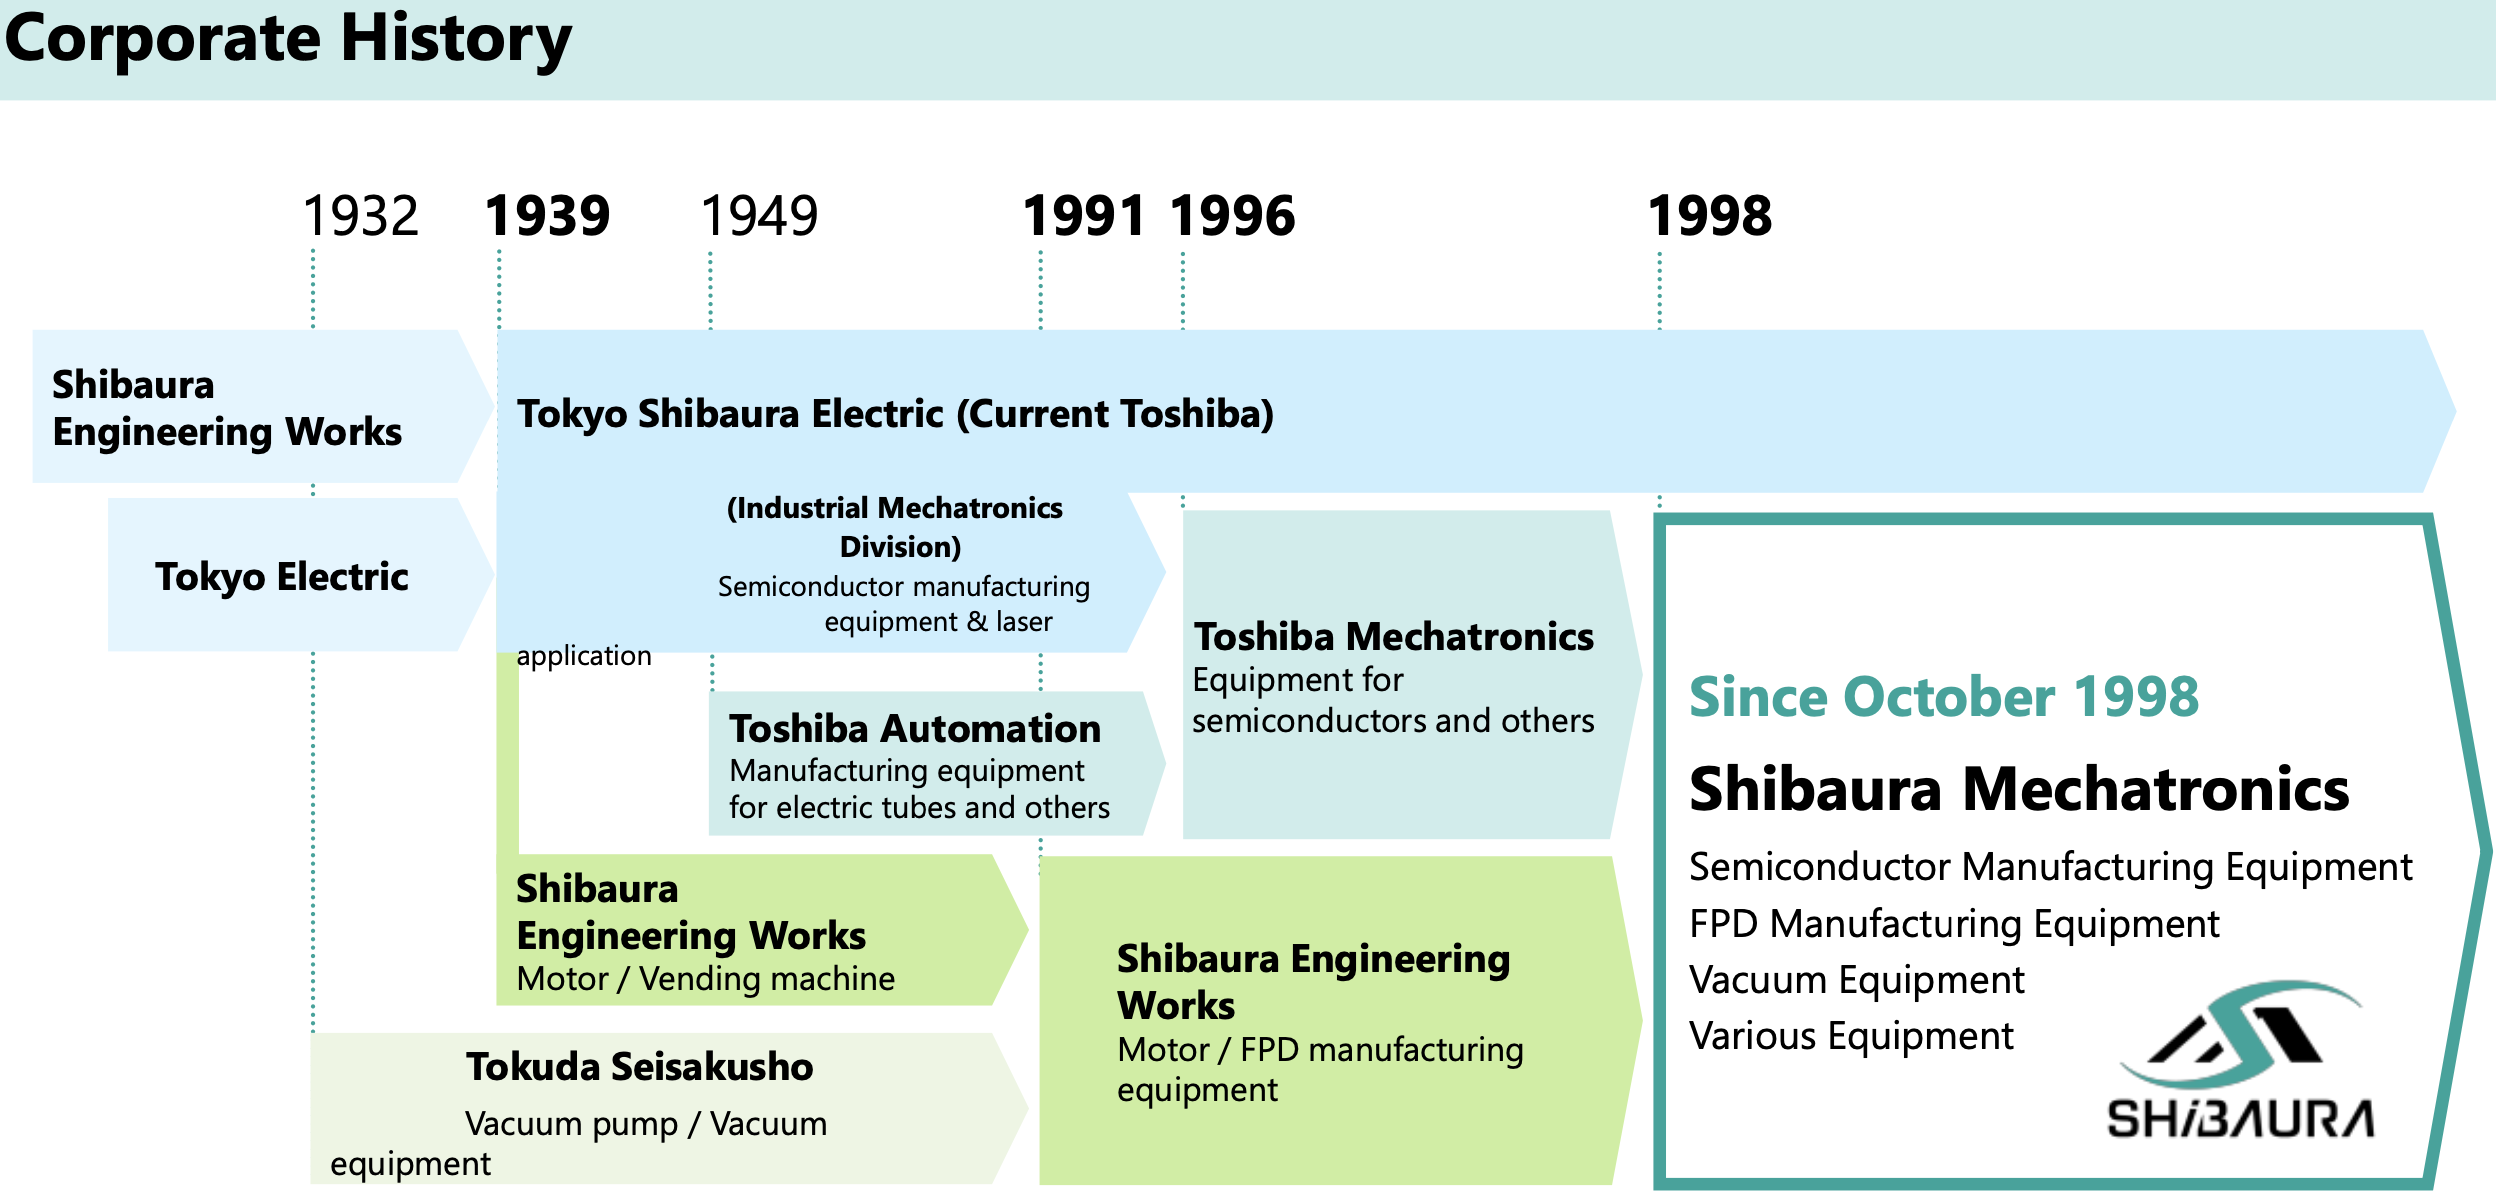 Corporate History
1932
1939
1949
1991
1996
1998
Shibaura
Engineering Works
Tokyo Shibaura Electric (Current Toshiba)
Tokyo Electric
(Industrial Mechatronics
Division)
Semiconductor manufacturing
equipment & laser
application
Toshiba Automation
Manufacturing equipment
for electric tubes and others
Toshiba Mechatronics
Equipment for
semiconductors and others
Shibaura
Engineering Works
Motor / Vending machine
Tokuda Seisakusho
Vacuum pump / Vacuum
equipment
Shibaura Engineering
Works
Motor / FPD manufacturing
equipment
Since October 1998
Shibaura Mechatronics
Semiconductor Manufacturing Equipment
FPD Manufacturing Equipment
Vacuum Equipment
Various Equipment
SHiBAURA